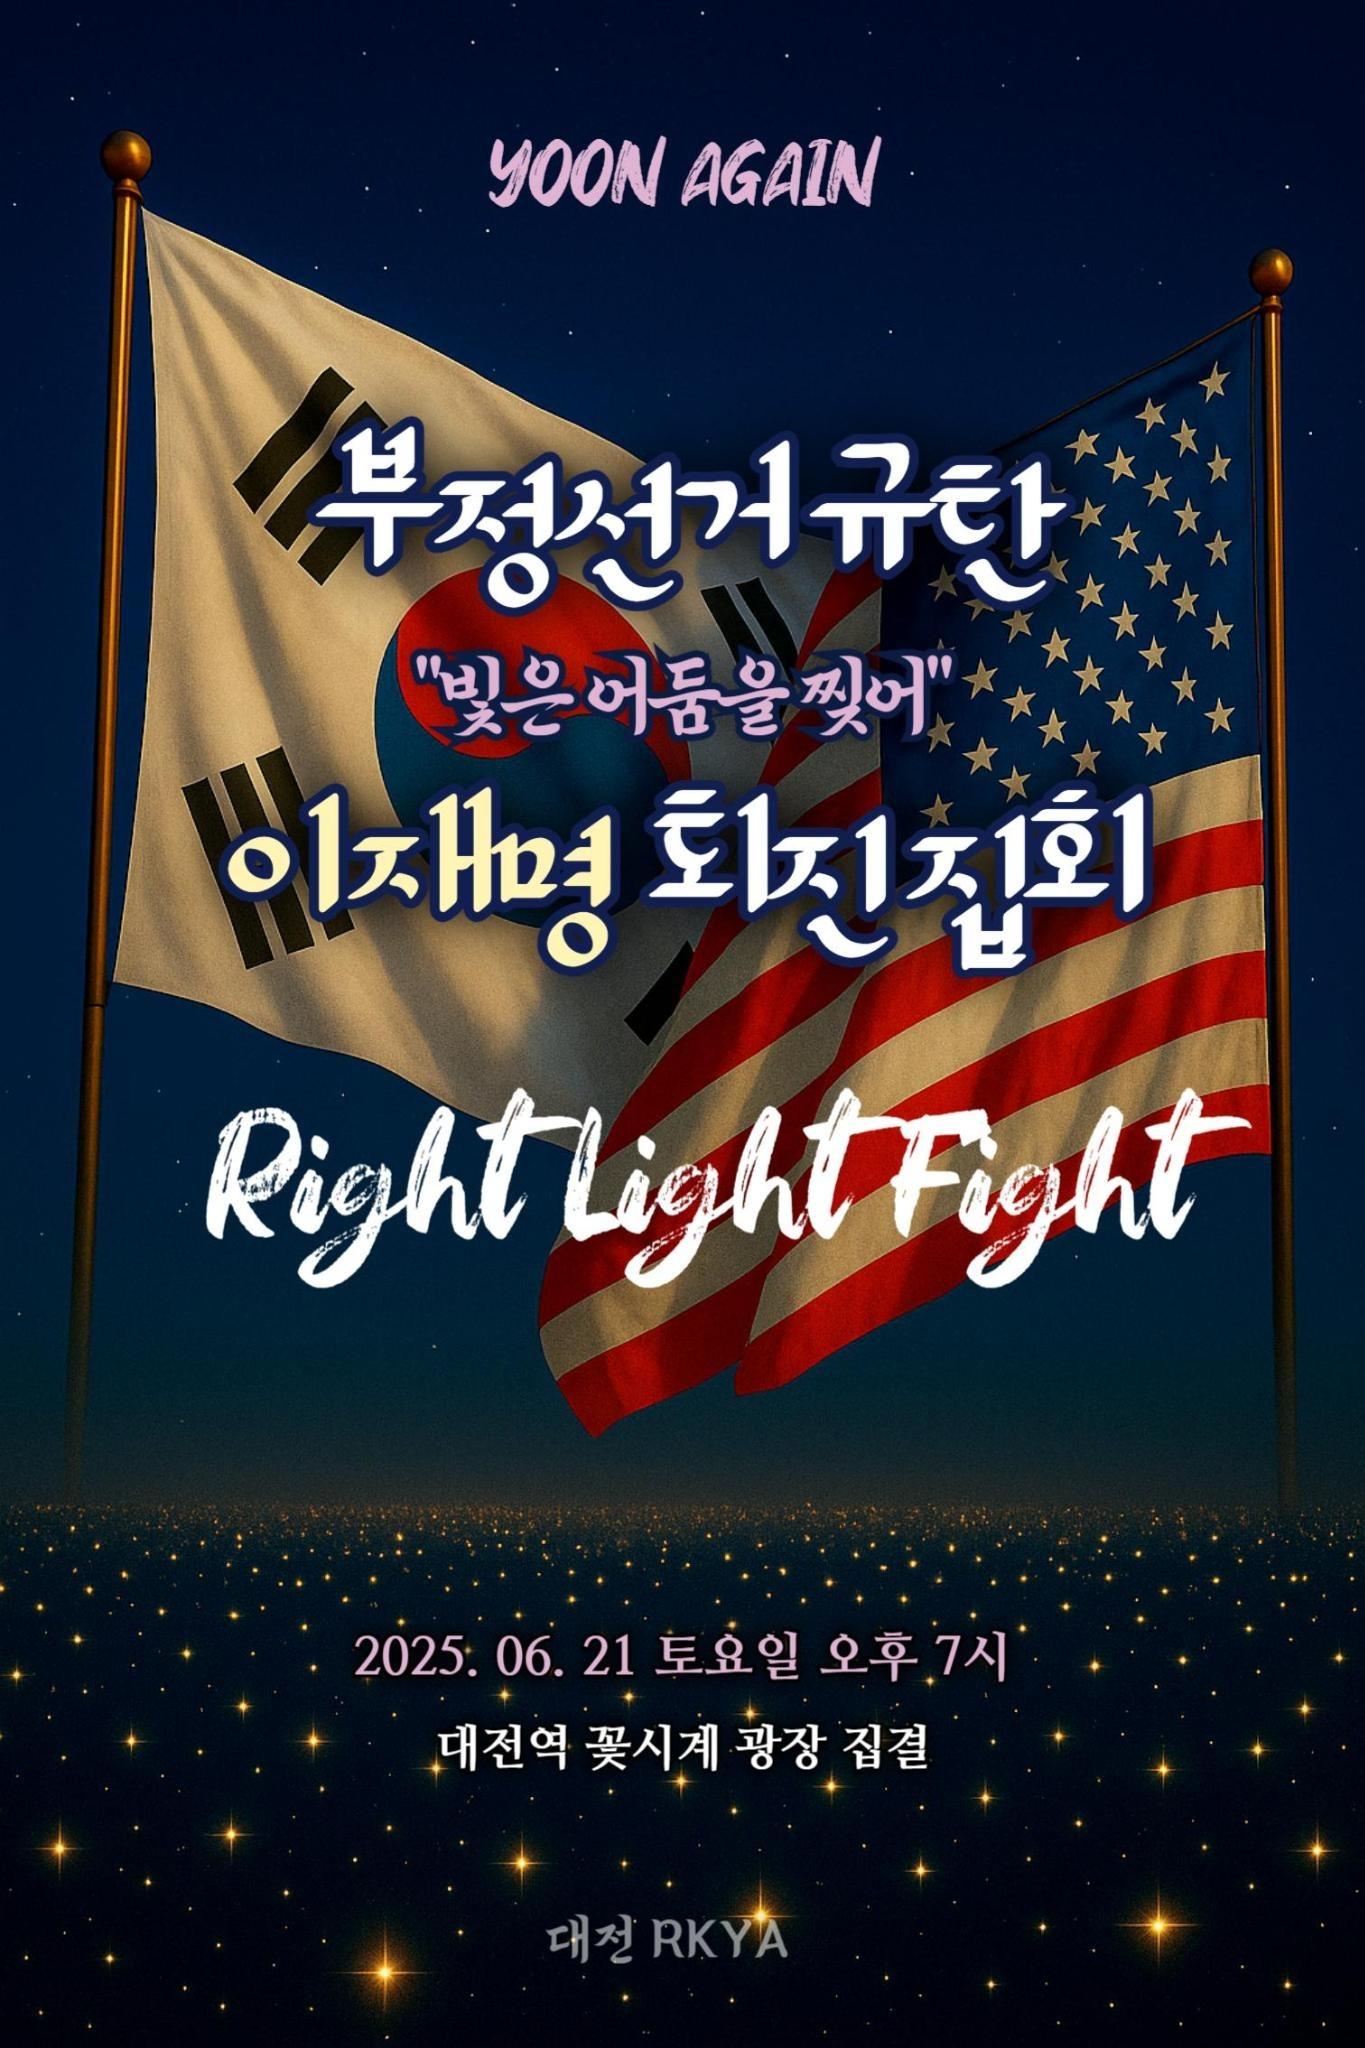 YOON AGAIN
부정선거 규탄
"빛은 어둠을 찢어"
이재명 퇴진 집회
Right Light Fight
2025. 06. 21 토요일 오후 7시
대전역 꽃시계 광장 집결
대전 RKYA